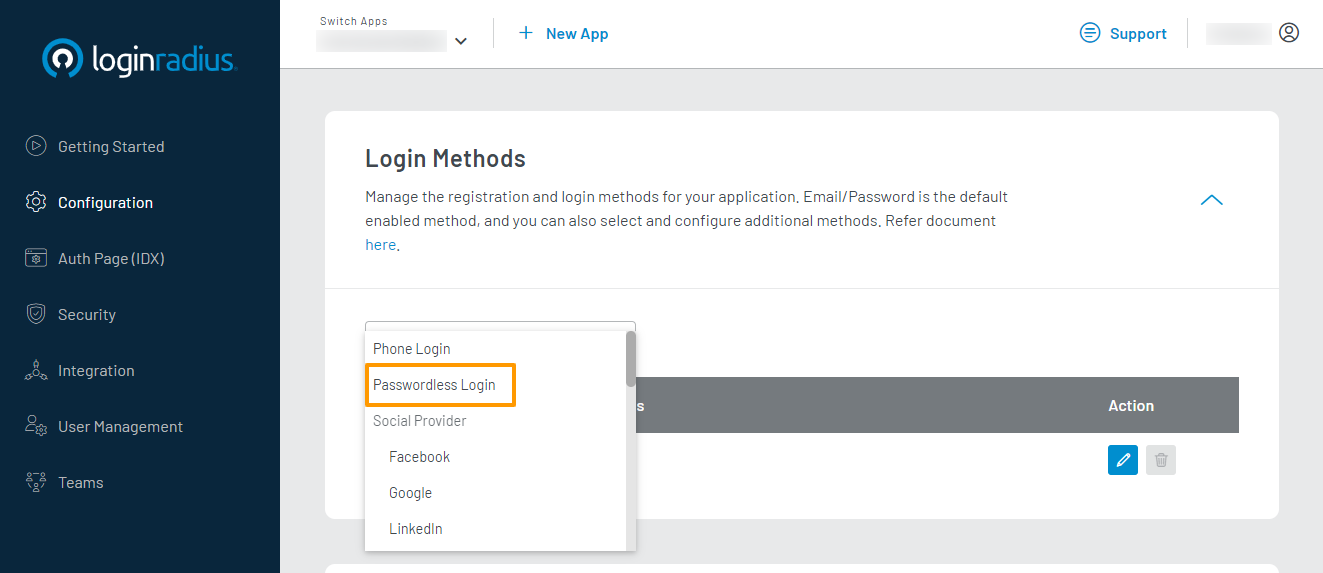 loginradius
Getting Started
Configuration
Auth Page (IDX)
Security
Integration
User Management
Teams
Switch Apps
New App
Support
Login Methods
Manage the registration and login methods for your application. Email/Password is the default
enabled method, and you can also select and configure additional methods. Refer document
here.
Phone Login
Passwordless Login
Social Provider
Facebook
Google
LinkedIn
s
Action